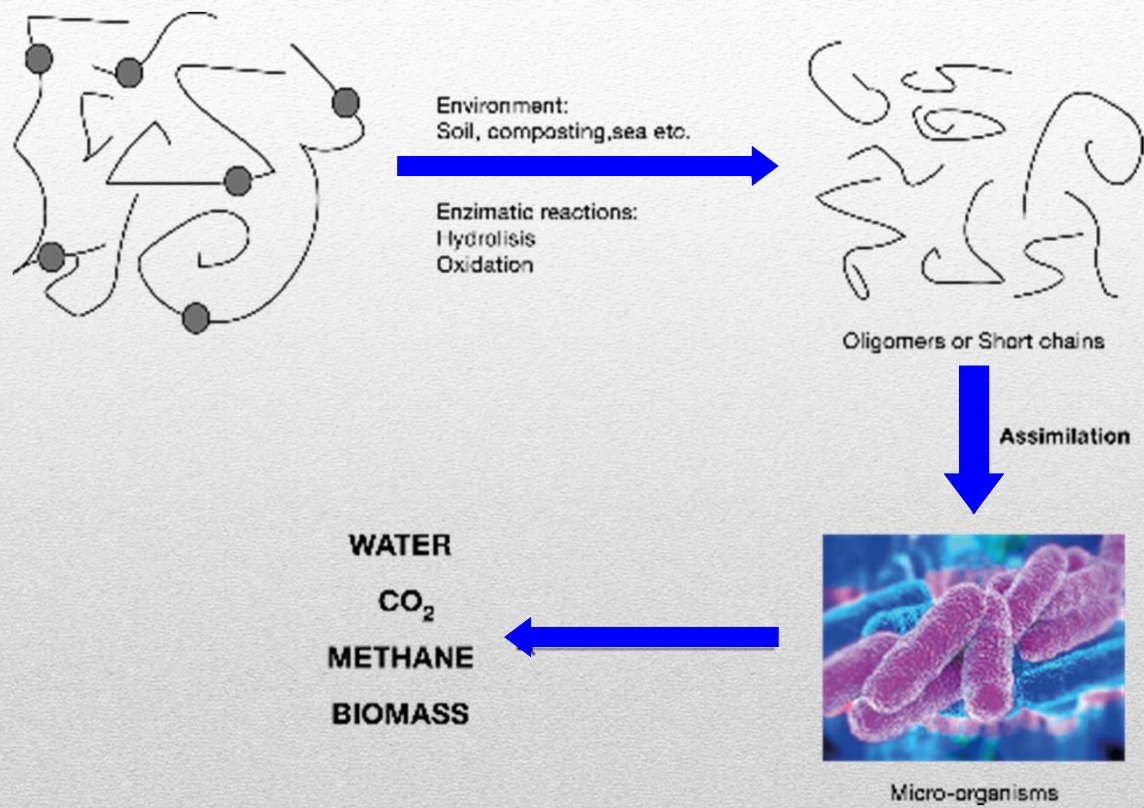 Environment:
Soil, composting,sea etc.
Enzimatic reactions:
Hydrolisis
Oxidation
Oligomers or Short chains
Assimilation
Micro-organisms
WATER
CO₂
METHANE
BIOMASS